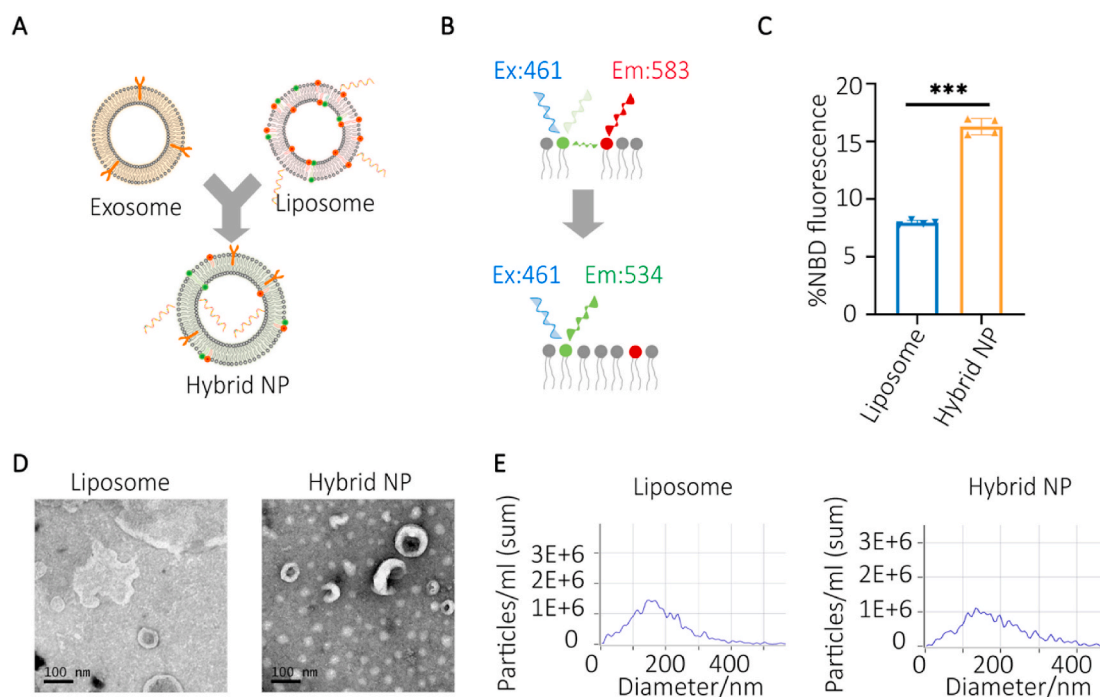 A
Exosome
Liposome
Hybrid NP
B
Ex:461
Em:583
Ex:461
Em:534
C
%NBD fluorescence
20
15
10
5
0
***
Liposome
Hybrid NP
D
Liposome
100 nm
Hybrid NP
100 nm
E
Liposome
Particles/ml (sum)
3E+6
2E+6
1E+6
0
0
200
400
Diameter/nm
Hybrid NP
Particles/ml (sum)
3E+6
2E+6
1E+6
0
0
200
400
Diameter/nm